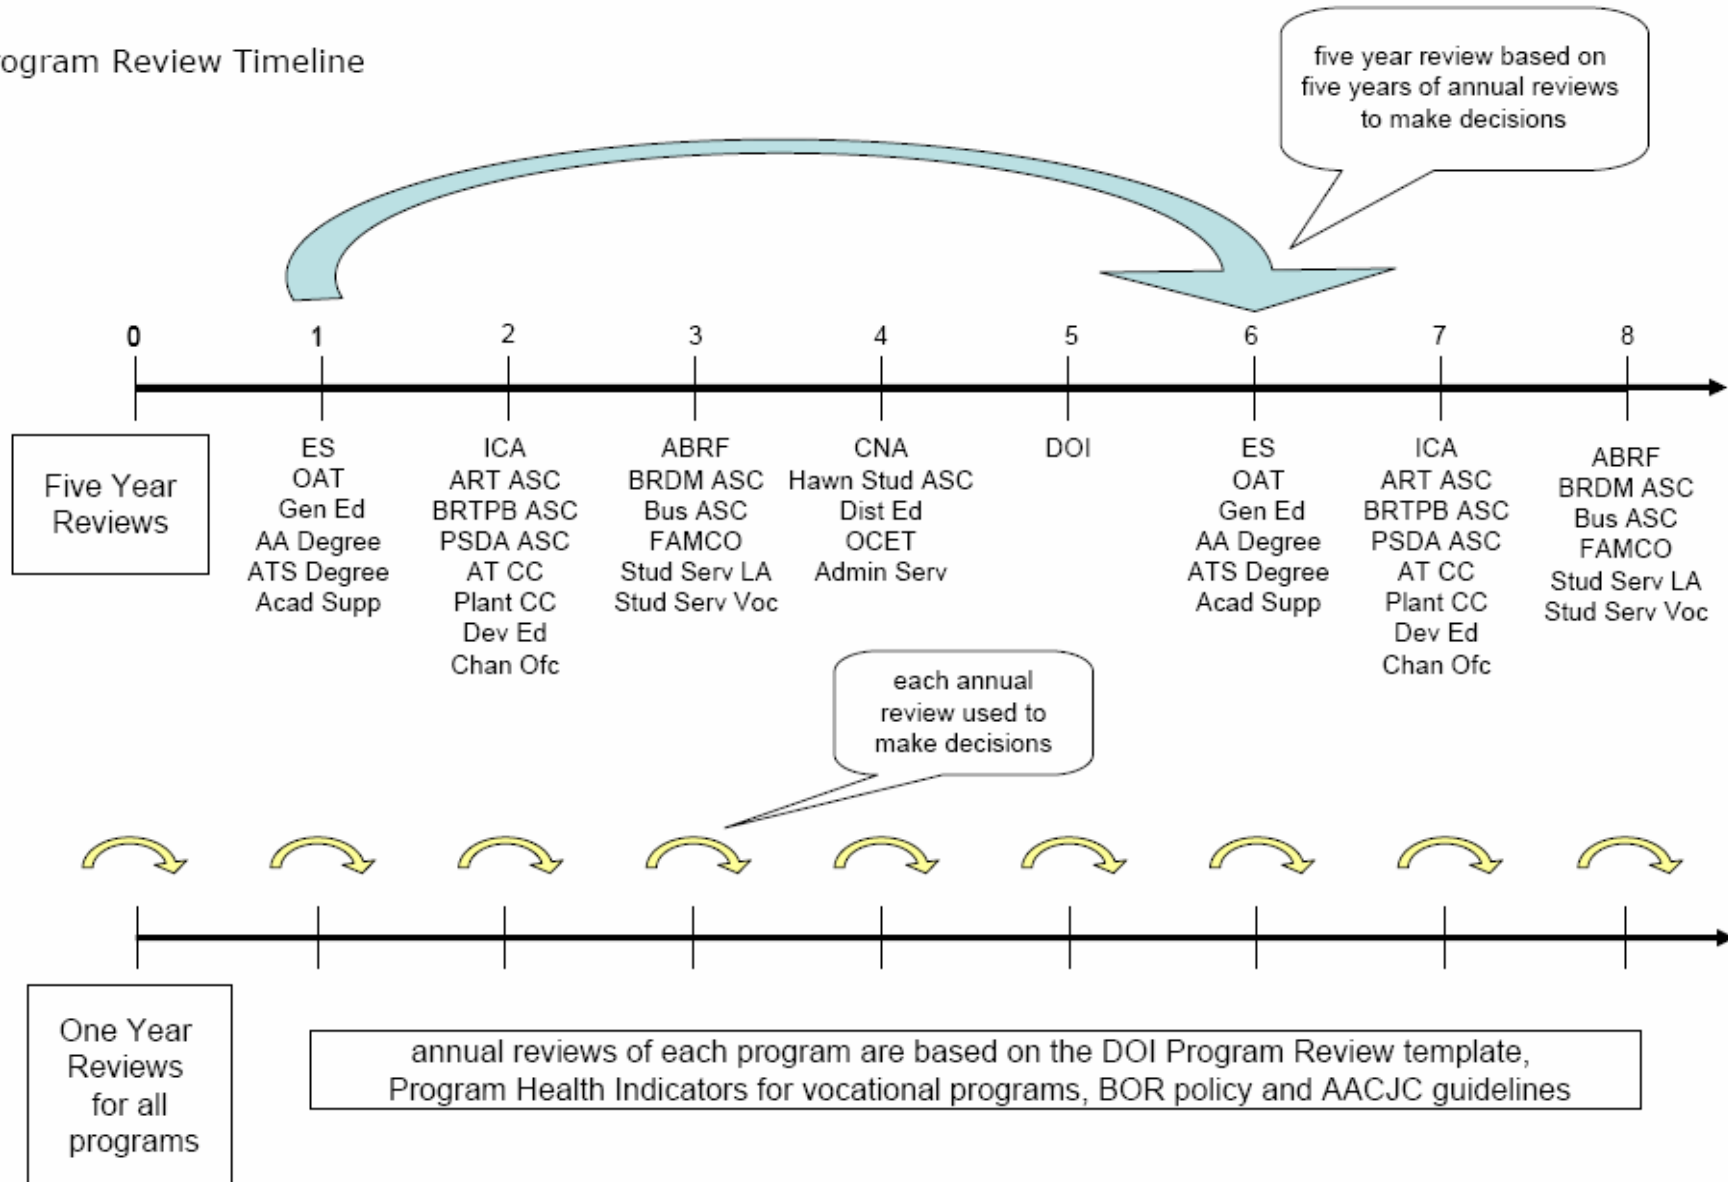 rogram Review Timeline
five year review based on
five years of annual reviews
to make decisions
0 1 2 3 4 5 6 7 8
Five Year
Reviews
ES
OAT
Gen Ed
AA Degree
ATS Degree
Acad Supp
ICA
ART ASC
BRTPB ASC
PSDA ASC
AT CC
Plant CC
Dev Ed
Chan Ofc
ABRF
BRDM ASC
Bus ASC
FAMCO
Stud Serv LA
Stud Serv Voc
CNA
Hawn Stud ASC
Dist Ed
OCET
Admin Serv
DOI
ES
OAT
Gen Ed
AA Degree
ATS Degree
Acad Supp
ICA
ART ASC
BRTPB ASC
PSDA ASC
AT CC
Plant CC
Dev Ed
Chan Ofc
ABRF
BRDM ASC
Bus ASC
FAMCO
Stud Serv LA
Stud Serv Voc
each annual
review used to
make decisions
One Year
Reviews
for all
programs
annual reviews of each program are based on the DOI Program Review template,
Program Health Indicators for vocational programs, BOR policy and AACJC guidelines